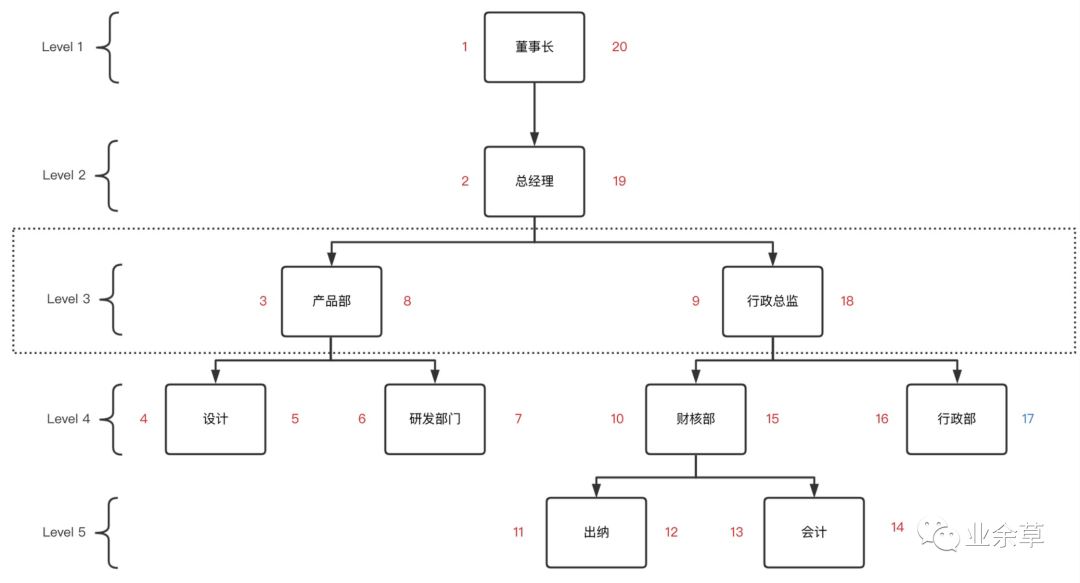 Level 1
1 董事长 20
Level 2
2 总经理 19
Level 3
3 产品部 8 9 行政总监 18
Level 4
4 设计 5 6 研发部门 7 10 财核部 15 16 行政部 17
Level 5
11 出纳 12 13 会计 14
业余草